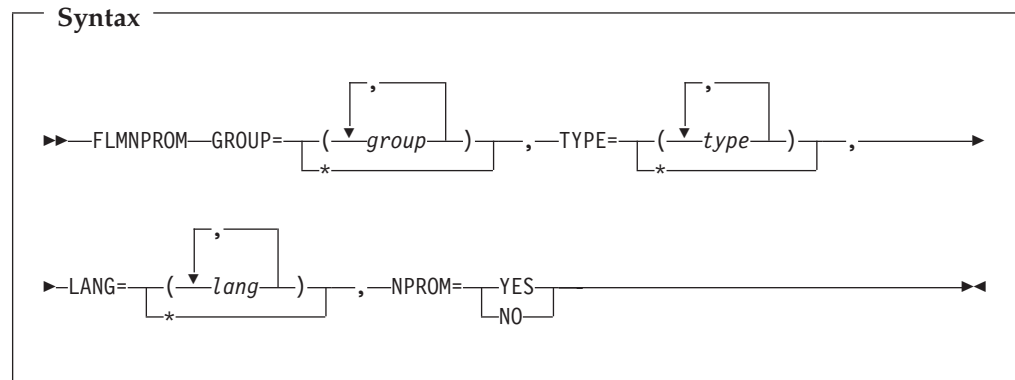 Syntax
, ,
►►—FLMNPROM—GROUP=—(—group—)—,—TYPE=—(—type—)—,—►
* *
,
►—LANG=—(—lang—)—,—NPROM=—YES—►◄
* NO